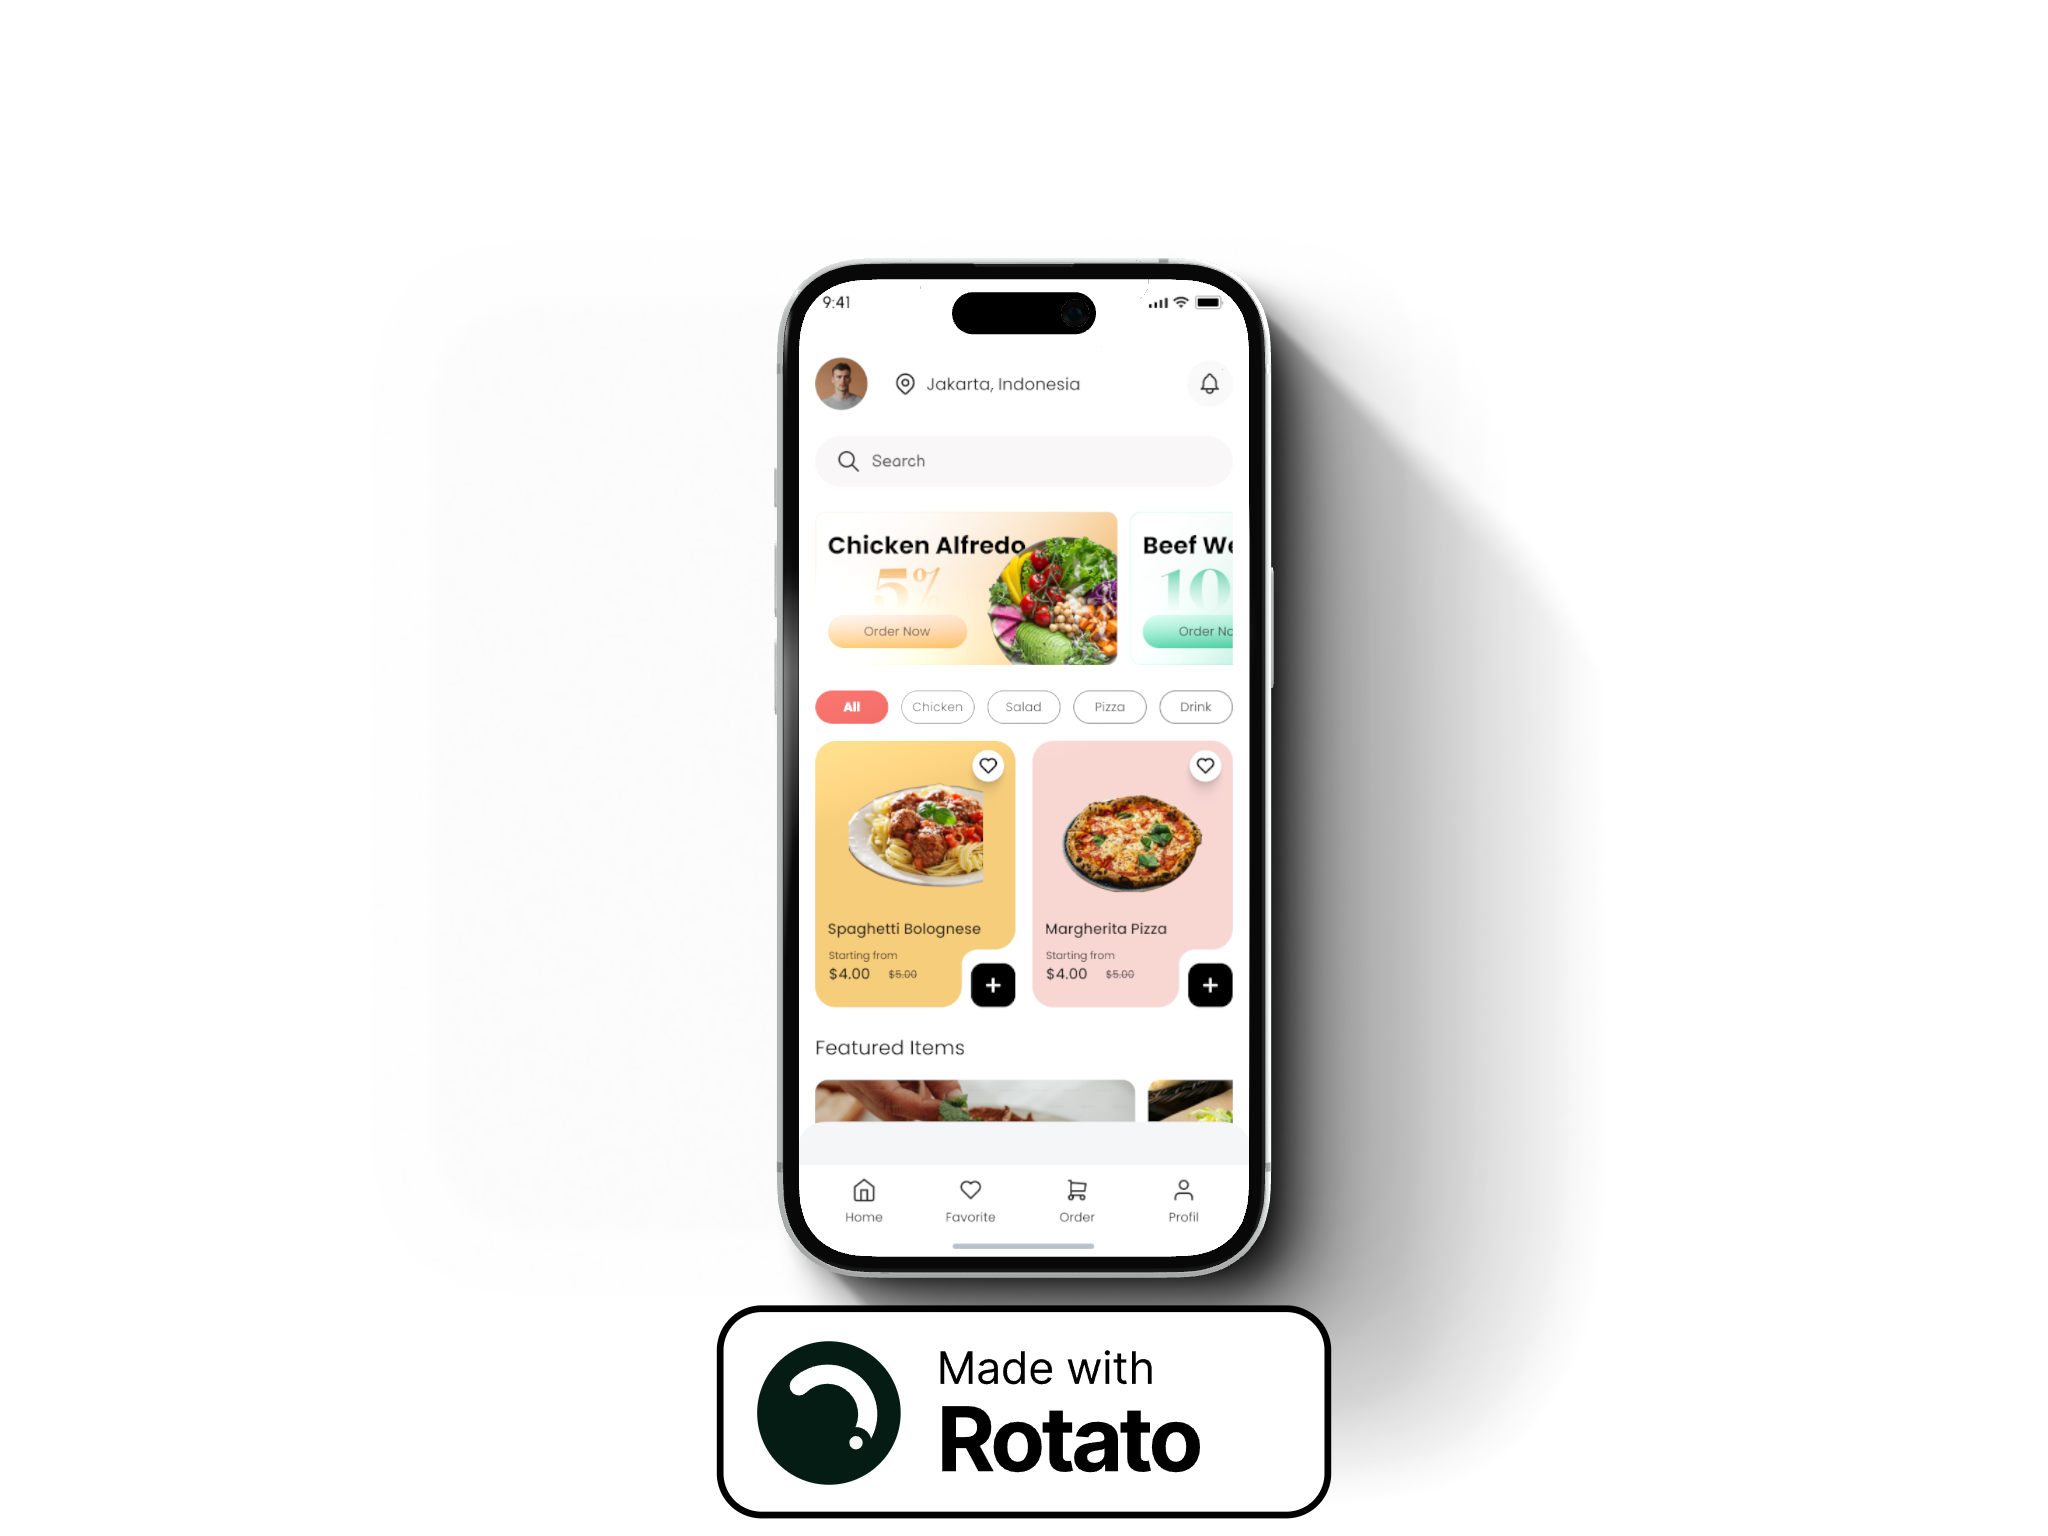 9:41
Jakarta, Indonesia
Search
Chicken Alfredo
5%
Order Now
Beef We
10
Order No
All
Chicken
Salad
Pizza
Drink
Spaghetti Bolognese
Starting from
$4.00 $5.00
Margherita Pizza
Starting from
$4.00 $5.00
Featured Items
Home
Favorite
Order
Profil
Made with
Rotato